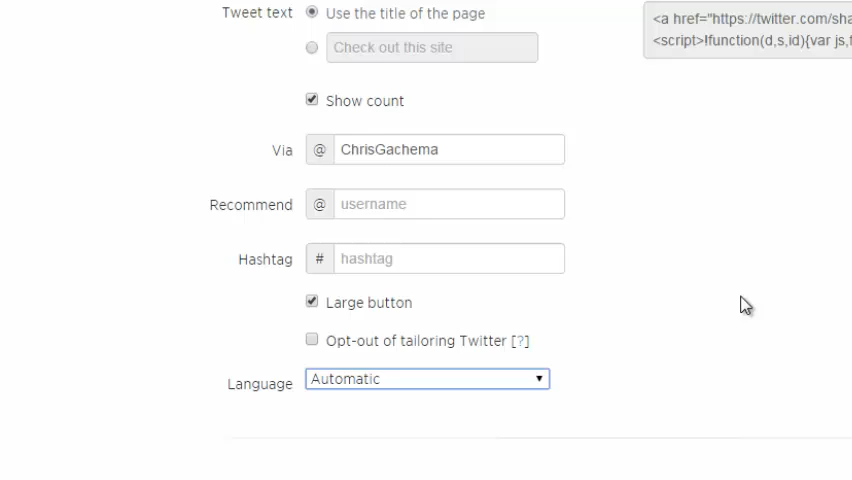 Tweet text Use the title of the page
Check out this site
<a href="https://twitter.com/sha
<script>!function(d,s,id){var js,f
Show count
Via @ ChrisGachema
Recommend @ username
Hashtag # hashtag
Large button
Opt-out of tailoring Twitter [?]
Language Automatic